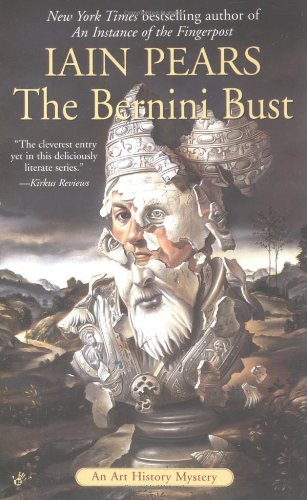 New York Times bestselling author of
An Instance of the Fingerpost
IAIN PEARS
The Bernini Bust
"The cleverest entry
yet in this deliciously
literate series."
—Kirkus Reviews
An Art History Mystery